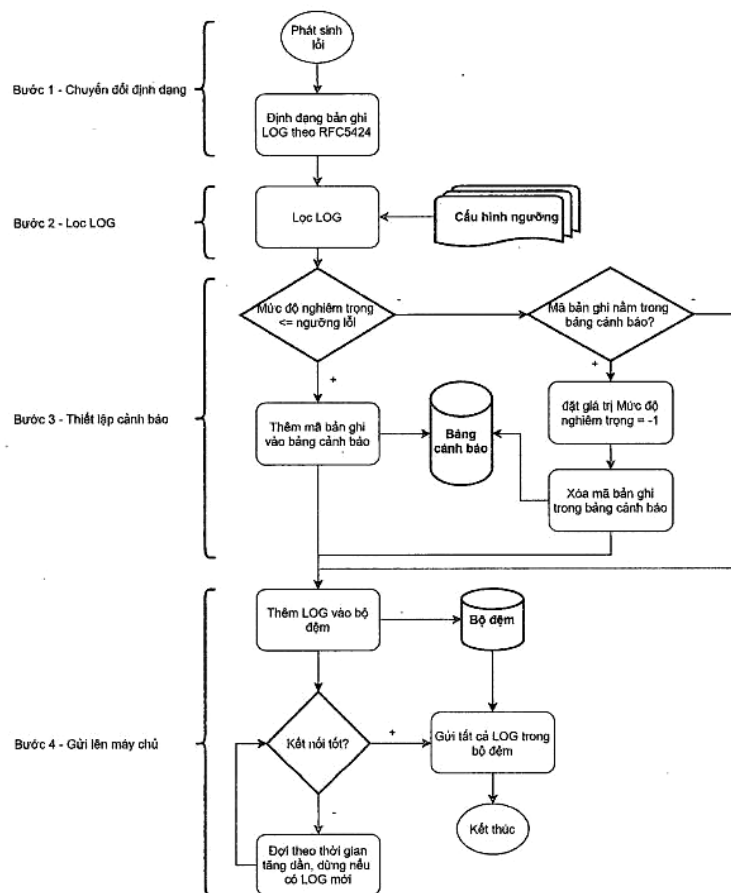 Phát sinh
lỗi
Bước 1 - Chuyển đổi định dạng
Định dạng bản ghi
LOG theo RFC5424
Bước 2 - Lọc LOG
Lọc LOG
Cấu hình ngưỡng
Mức độ nghiêm trọng
<= ngưỡng lỗi
-
Mã bản ghi nằm trong
bảng cảnh báo?
-
+
+
Bước 3 - Thiết lập cảnh báo
Thêm mã bản ghi
vào bảng cảnh báo
Bảng
cảnh báo
đặt giá trị Mức độ
nghiêm trọng = -1
Xóa mã bản ghi
trong bảng cảnh báo
Thêm LOG vào bộ
đệm
Bộ đệm
Bước 4 - Gửi lên máy chủ
Kết nối tốt?
+
Gửi tất cả LOG trong
bộ đệm
-
Đợi theo thời gian
tăng dần, dừng nếu
có LOG mới
Kết thúc